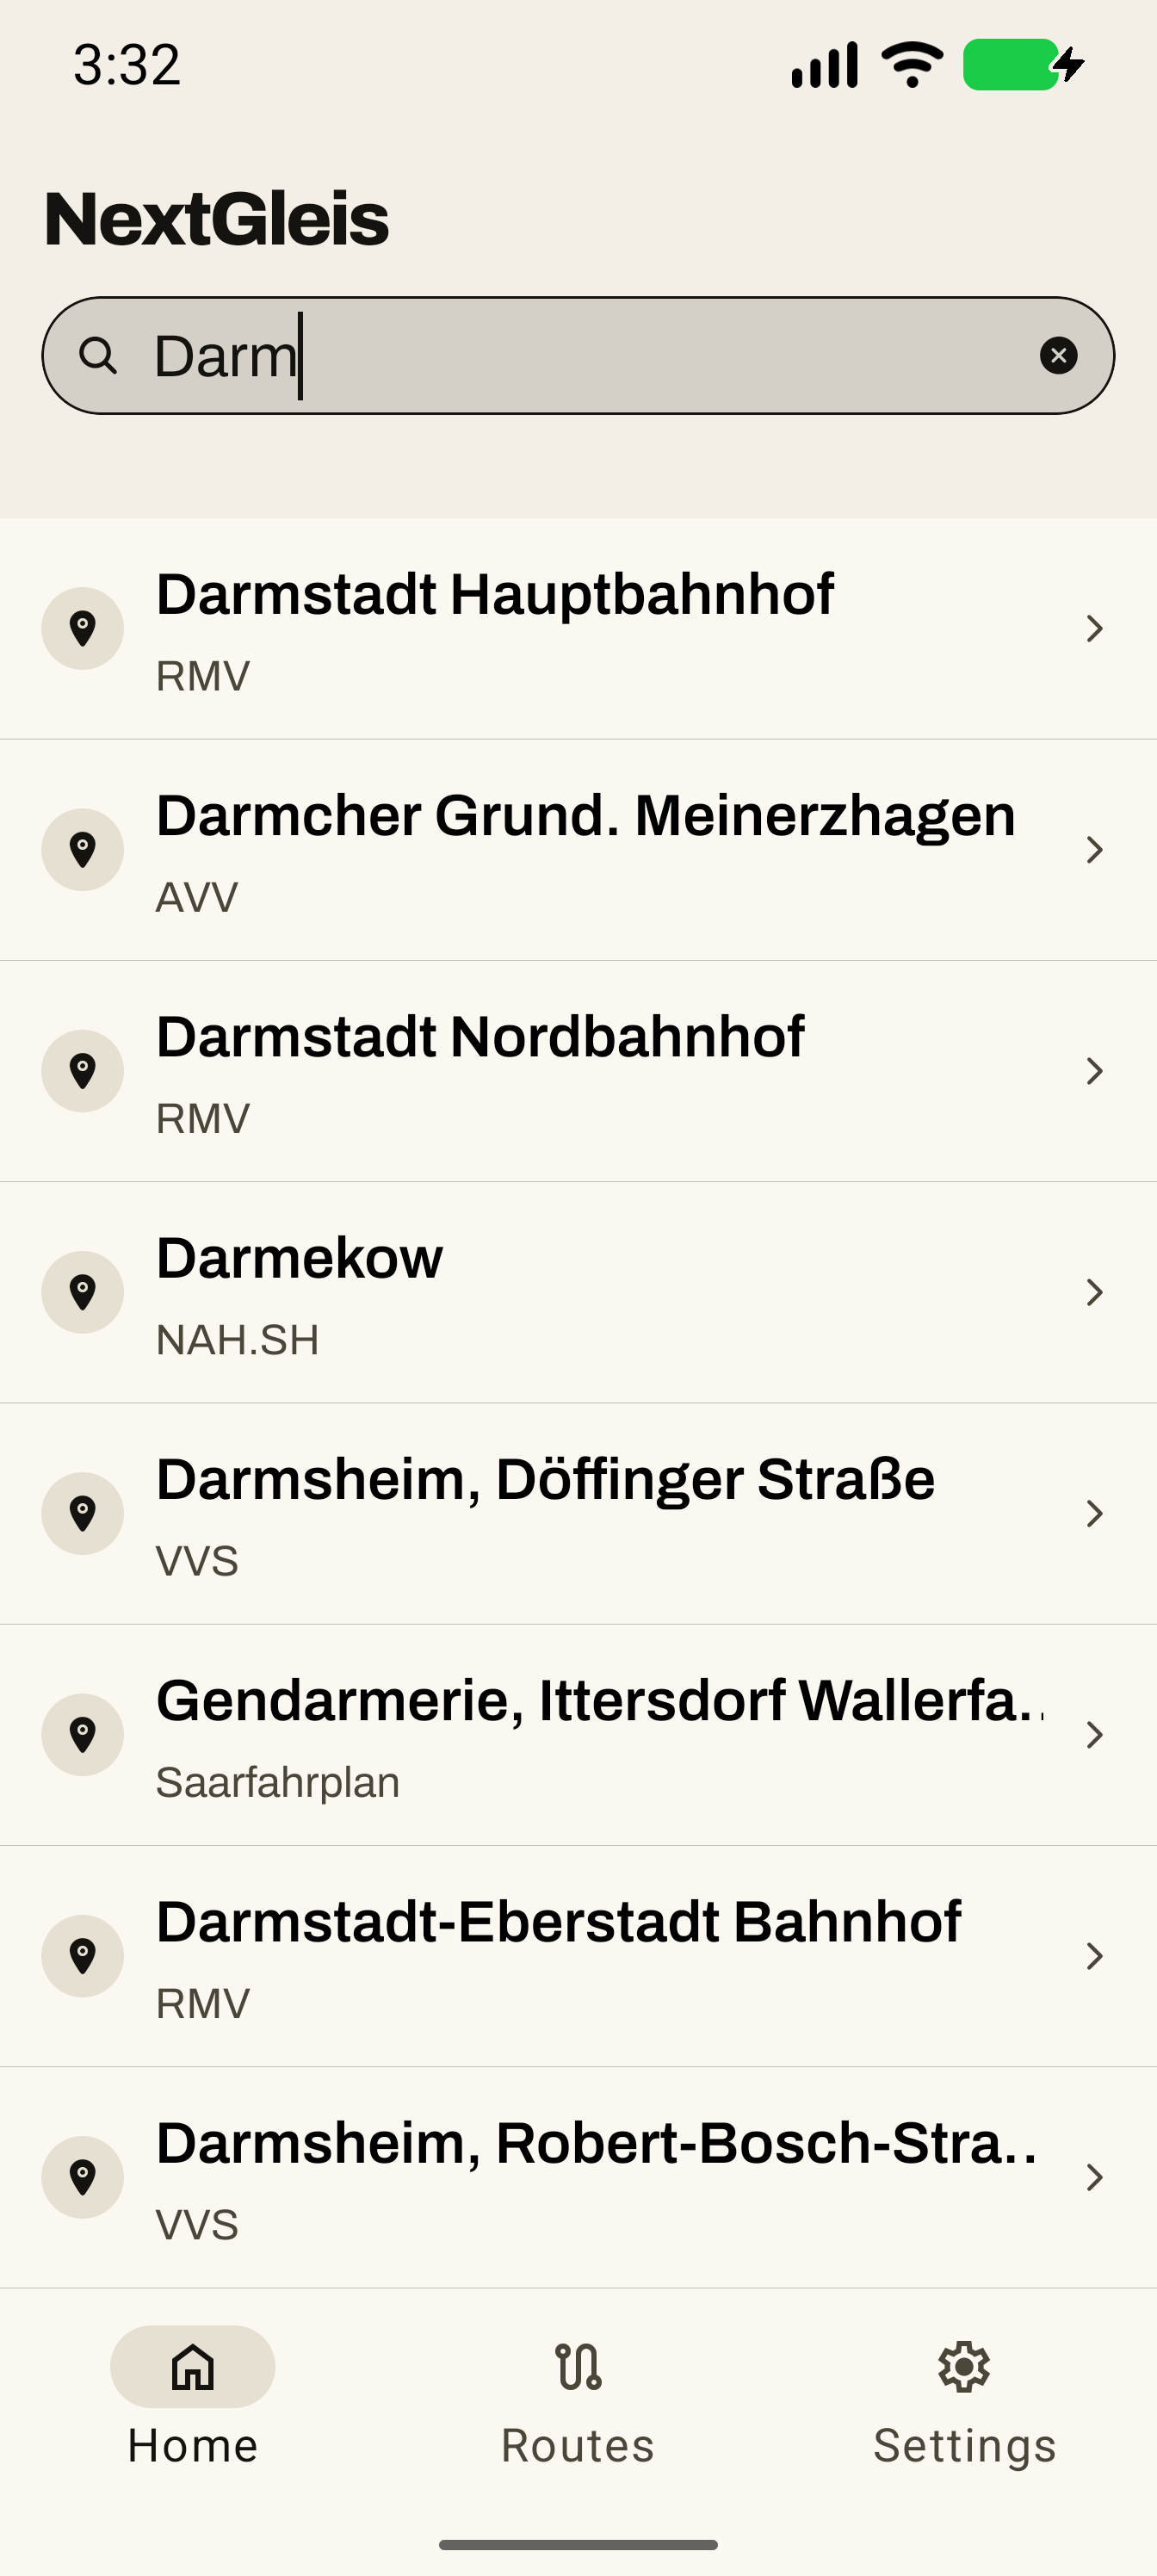 3:32
NextGleis
Darm
Darmstadt Hauptbahnhof
RMV
Darmcher Grund. Meinerzhagen
AVV
Darmstadt Nordbahnhof
RMV
Darmekow
NAH.SH
Darmsheim, Döffinger Straße
VVS
Gendarmerie, Ittersdorf Wallerfa..
Saarfahrplan
Darmstadt-Eberstadt Bahnhof
RMV
Darmsheim, Robert-Bosch-Stra..
VVS
Home
Routes
Settings